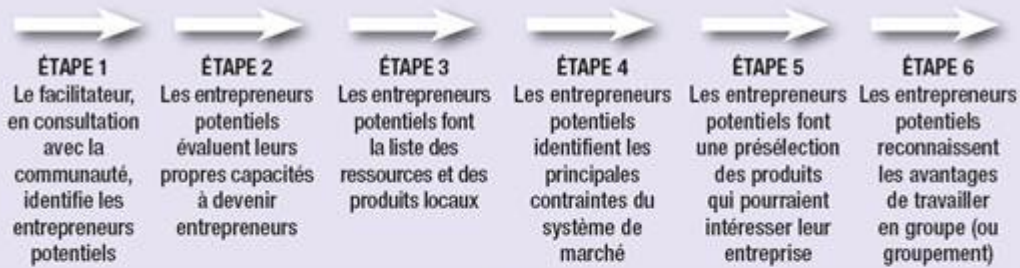 ÉTAPE 1
Le facilitateur,
en consultation
avec la
communauté,
identifie les
entrepreneurs
potentiels
ÉTAPE 2
Les entrepreneurs
potentiels
évaluent leurs
propres capacités
à devenir
entrepreneurs
ÉTAPE 3
Les entrepreneurs
potentiels font
la liste des
ressources et des
produits locaux
ÉTAPE 4
Les entrepreneurs
potentiels
identifient les
principales
contraintes du
système de
marché
ÉTAPE 5
Les entrepreneurs
potentiels font
une présélection
des produits
qui pourraient
intéresser leur
entreprise
ÉTAPE 6
Les entrepreneurs
potentiels
reconnaissent
les avantages
de travailler
en groupe (ou
groupement)